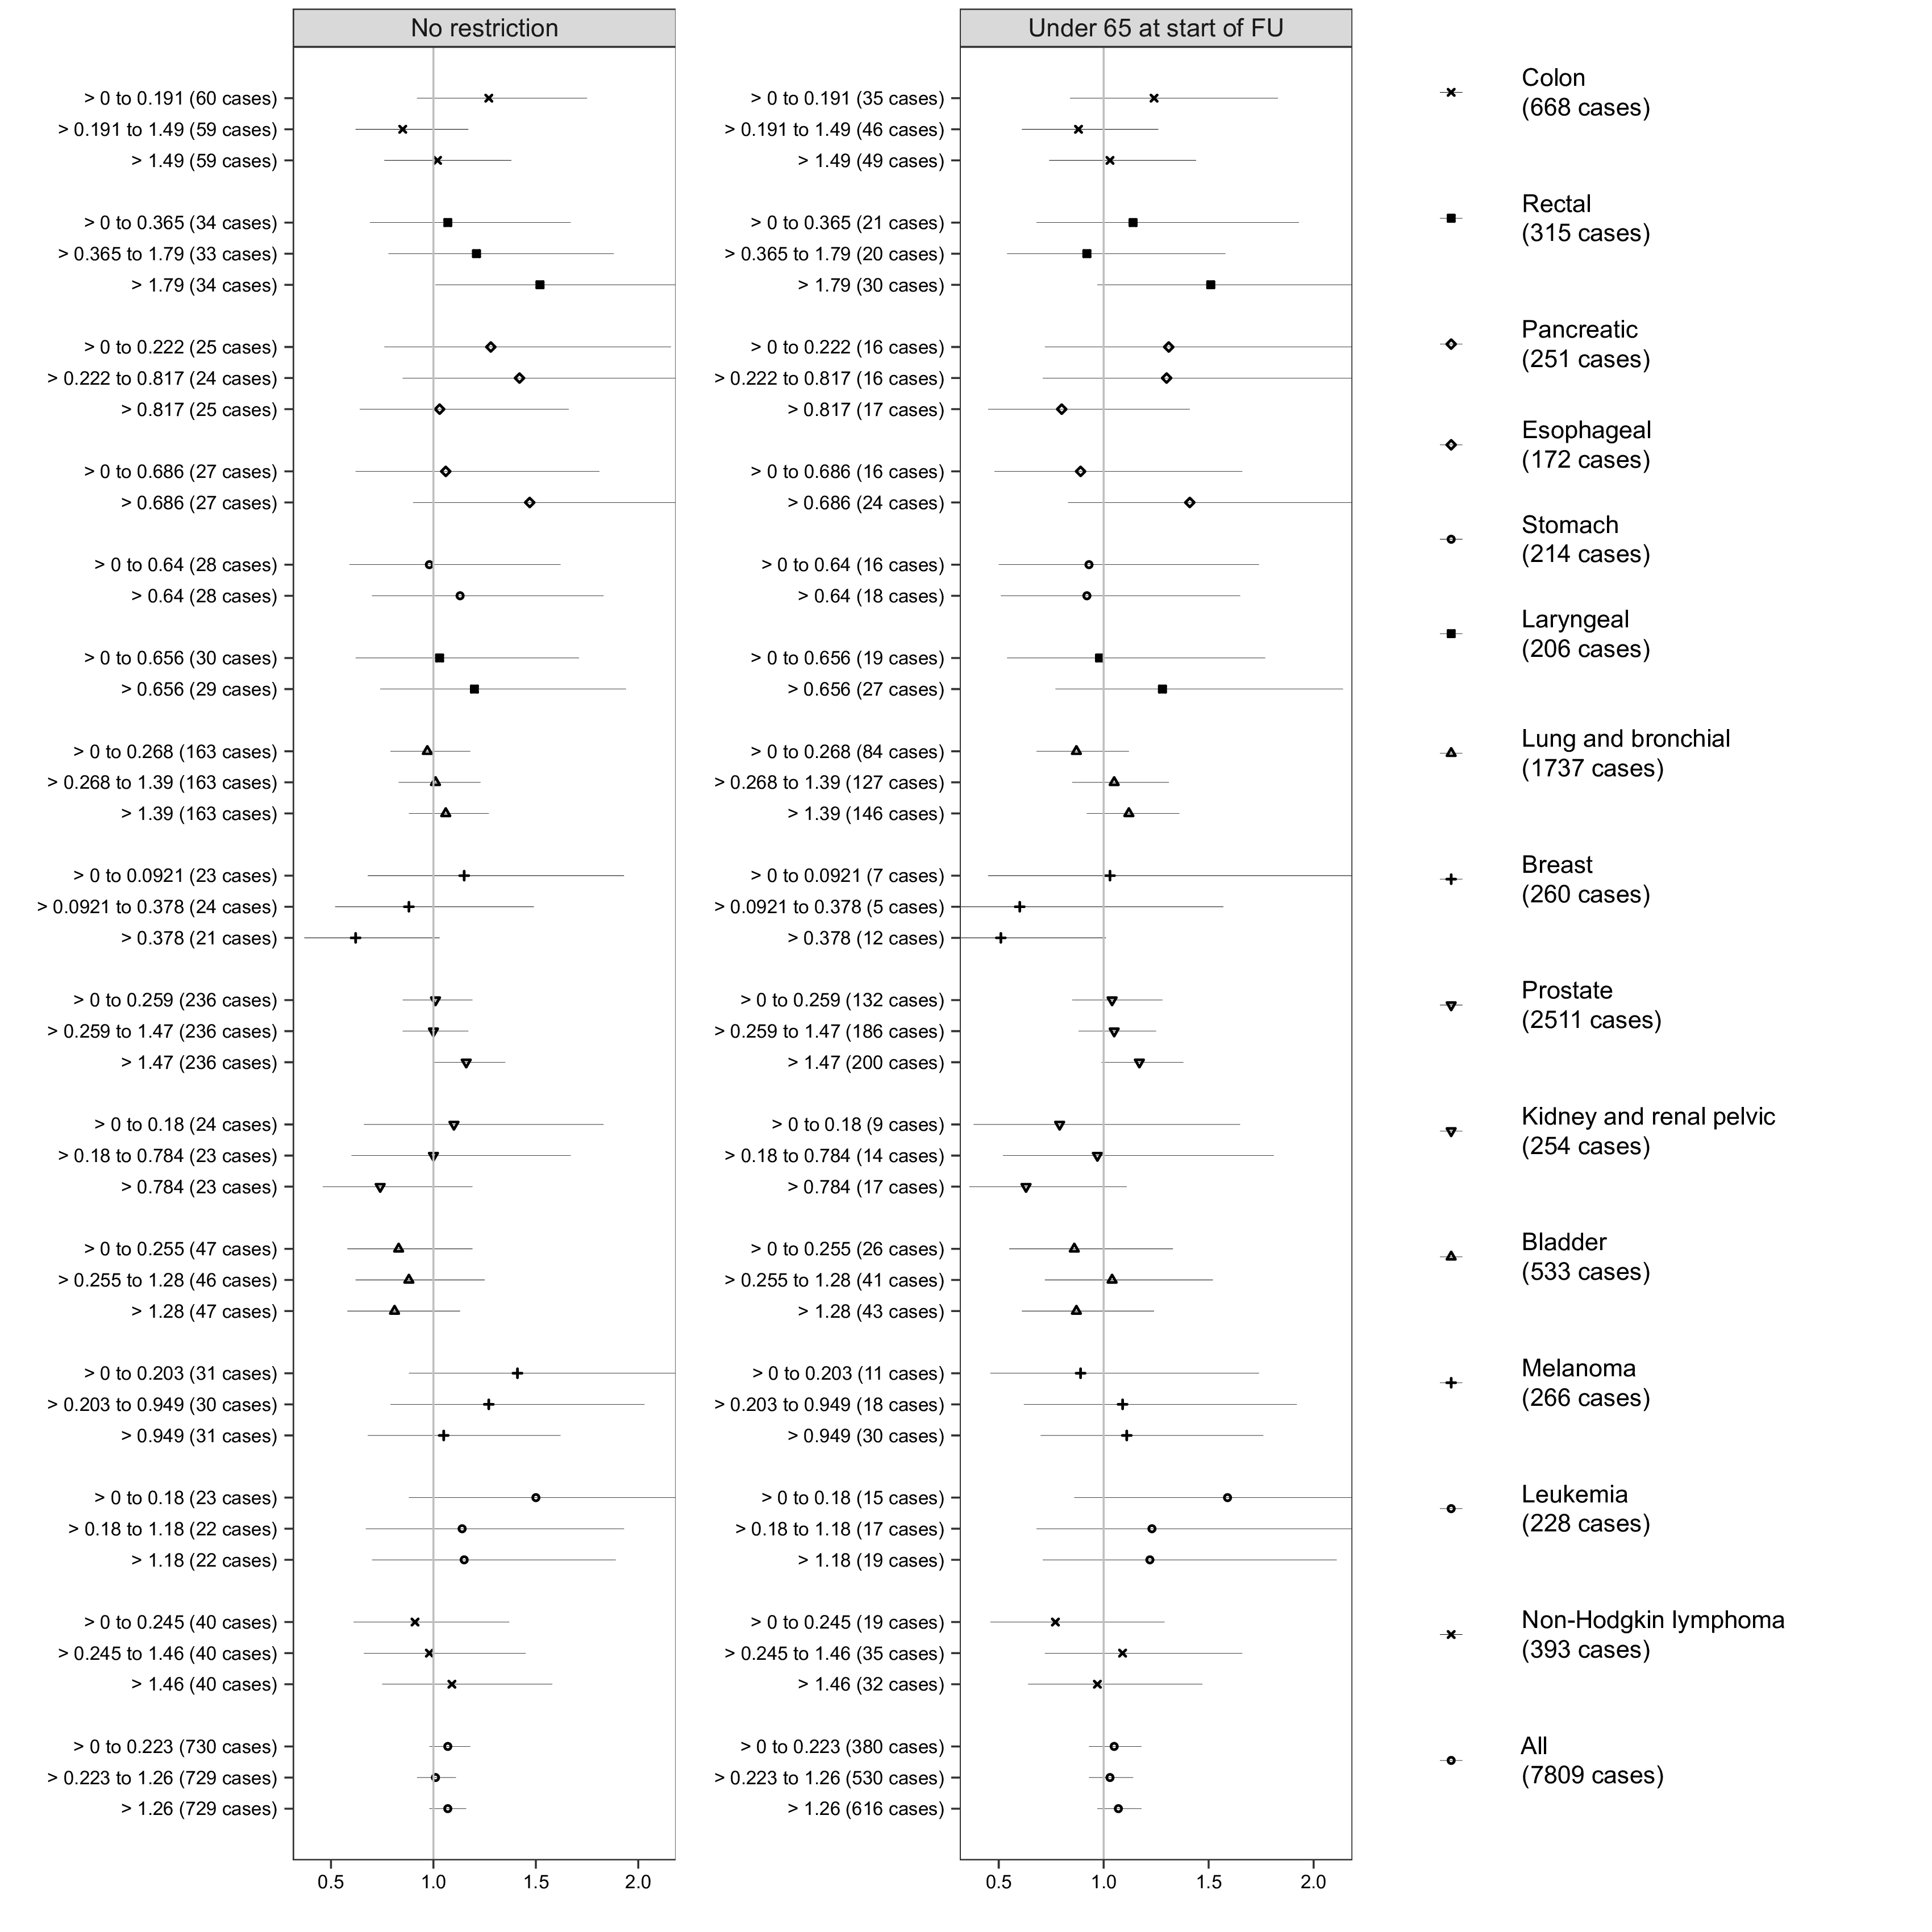 No restriction
> 0 to 0.191 (60 cases)
> 0.191 to 1.49 (59 cases)
> 1.49 (59 cases)
> 0 to 0.365 (34 cases)
> 0.365 to 1.79 (33 cases)
> 1.79 (34 cases)
> 0 to 0.222 (25 cases)
> 0.222 to 0.817 (24 cases)
> 0.817 (25 cases)
> 0 to 0.686 (27 cases)
> 0.686 (27 cases)
> 0 to 0.64 (28 cases)
> 0.64 (28 cases)
> 0 to 0.656 (30 cases)
> 0.656 (29 cases)
> 0 to 0.268 (163 cases)
> 0.268 to 1.39 (163 cases)
> 1.39 (163 cases)
> 0 to 0.0921 (23 cases)
> 0.0921 to 0.378 (24 cases)
> 0.378 (21 cases)
> 0 to 0.259 (236 cases)
> 0.259 to 1.47 (236 cases)
> 1.47 (236 cases)
> 0 to 0.18 (24 cases)
> 0.18 to 0.784 (23 cases)
> 0.784 (23 cases)
> 0 to 0.255 (47 cases)
> 0.255 to 1.28 (46 cases)
> 1.28 (47 cases)
> 0 to 0.203 (31 cases)
> 0.203 to 0.949 (30 cases)
> 0.949 (31 cases)
> 0 to 0.18 (23 cases)
> 0.18 to 1.18 (22 cases)
> 1.18 (22 cases)
> 0 to 0.245 (40 cases)
> 0.245 to 1.46 (40 cases)
> 1.46 (40 cases)
> 0 to 0.223 (730 cases)
> 0.223 to 1.26 (729 cases)
> 1.26 (729 cases)
0.5 1.0 1.5 2.0
Under 65 at start of FU
> 0 to 0.191 (35 cases)
> 0.191 to 1.49 (46 cases)
> 1.49 (49 cases)
> 0 to 0.365 (21 cases)
> 0.365 to 1.79 (20 cases)
> 1.79 (30 cases)
> 0 to 0.222 (16 cases)
> 0.222 to 0.817 (16 cases)
> 0.817 (17 cases)
> 0 to 0.686 (16 cases)
> 0.686 (24 cases)
> 0 to 0.64 (16 cases)
> 0.64 (18 cases)
> 0 to 0.656 (19 cases)
> 0.656 (27 cases)
> 0 to 0.268 (84 cases)
> 0.268 to 1.39 (127 cases)
> 1.39 (146 cases)
> 0 to 0.0921 (7 cases)
> 0.0921 to 0.378 (5 cases)
> 0.378 (12 cases)
> 0 to 0.259 (132 cases)
> 0.259 to 1.47 (186 cases)
> 1.47 (200 cases)
> 0 to 0.18 (9 cases)
> 0.18 to 0.784 (14 cases)
> 0.784 (17 cases)
> 0 to 0.255 (26 cases)
> 0.255 to 1.28 (41 cases)
> 1.28 (43 cases)
> 0 to 0.203 (11 cases)
> 0.203 to 0.949 (18 cases)
> 0.949 (30 cases)
> 0 to 0.18 (15 cases)
> 0.18 to 1.18 (17 cases)
> 1.18 (19 cases)
> 0 to 0.245 (19 cases)
> 0.245 to 1.46 (35 cases)
> 1.46 (32 cases)
> 0 to 0.223 (380 cases)
> 0.223 to 1.26 (530 cases)
> 1.26 (616 cases)
0.5 1.0 1.5 2.0
Colon
(668 cases)
Rectal
(315 cases)
Pancreatic
(251 cases)
Esophageal
(172 cases)
Stomach
(214 cases)
Laryngeal
(206 cases)
Lung and bronchial
(1737 cases)
Breast
(260 cases)
Prostate
(2511 cases)
Kidney and renal pelvic
(254 cases)
Bladder
(533 cases)
Melanoma
(266 cases)
Leukemia
(228 cases)
Non-Hodgkin lymphoma
(393 cases)
All
(7809 cases)